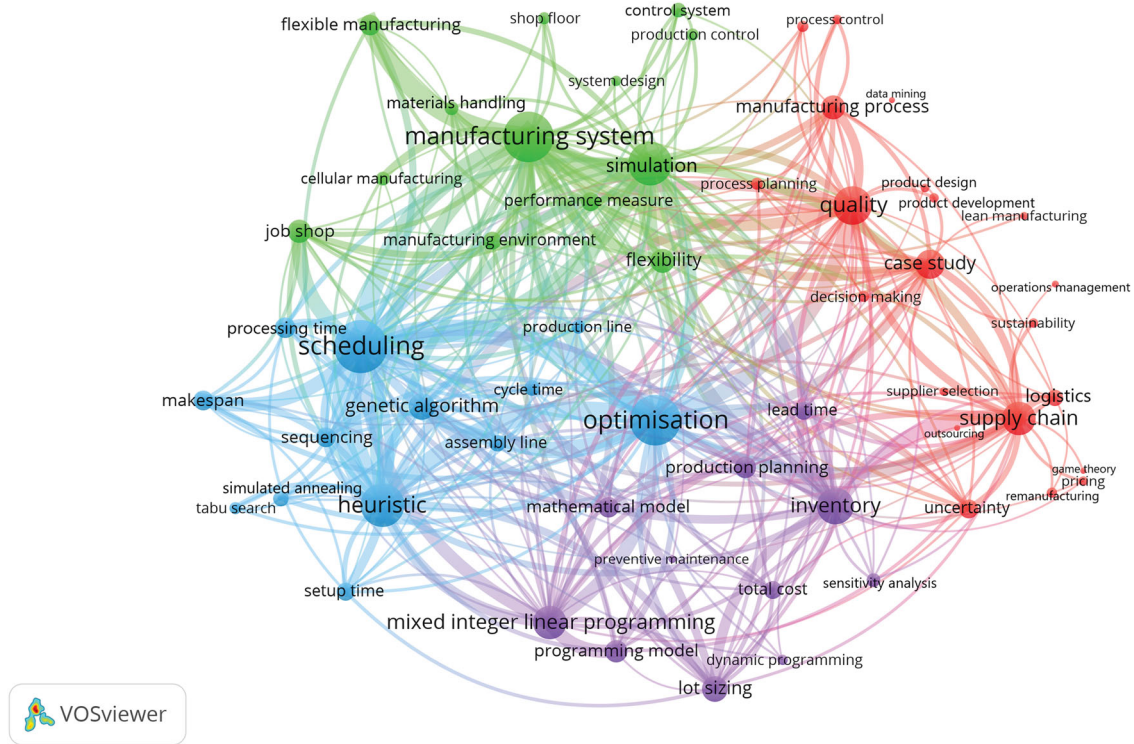 flexible manufacturing
shop floor
control system
process control
production control
system design
data mining
materials handling
manufacturing process
manufacturing system
simulation
cellular manufacturing
process planning
product design
performance measure
quality
product development
lean manufacturing
job shop
manufacturing environment
flexibility
case study
operations management
decision making
processing time
production line
sustainability
scheduling
cycle time
supplier selection
logistics
makespan
genetic algorithm
lead time
optimisation
supply chain
sequencing
assembly line
outsourcing
production planning
game theory
pricing
simulated annealing
remanufacturing
tabu search
heuristic
mathematical model
inventory
uncertainty
preventive maintenance
setup time
total cost
sensitivity analysis
mixed integer linear programming
programming model
dynamic programming
lot sizing
VOSviewer